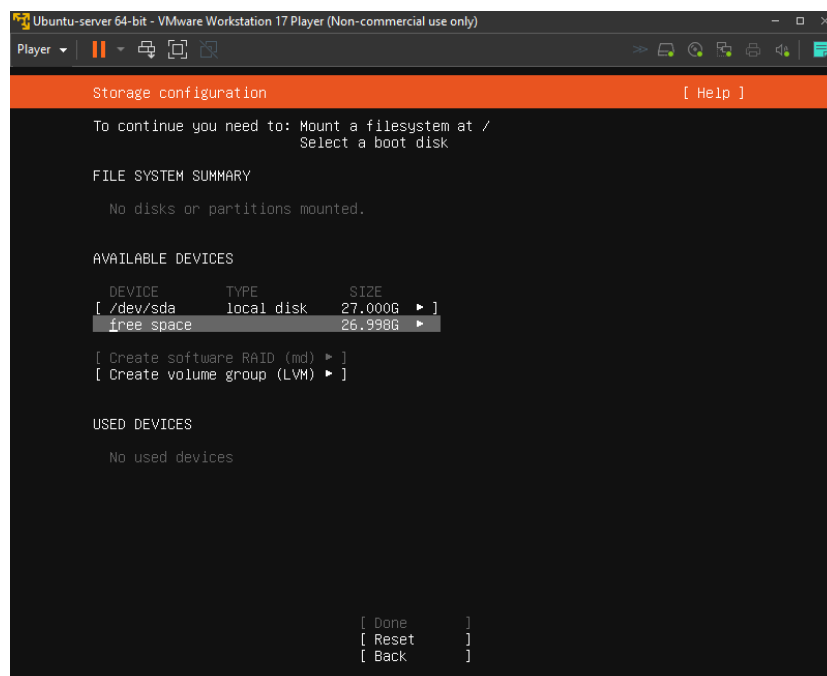 Ubuntu-server 64-bit - VMware Workstation 17 Player (Non-commercial use only)
Player
Storage configuration [ Help ]
To continue you need to: Mount a filesystem at /
Select a boot disk
FILE SYSTEM SUMMARY
No disks or partitions mounted.
AVAILABLE DEVICES
DEVICE TYPE SIZE
[ /dev/sda local disk 27.000G ► ]
free space 26.998G ►
[ Create software RAID (md) ► ]
[ Create volume group (LVM) ► ]
USED DEVICES
No used devices
[ Done ]
[ Reset ]
[ Back ]